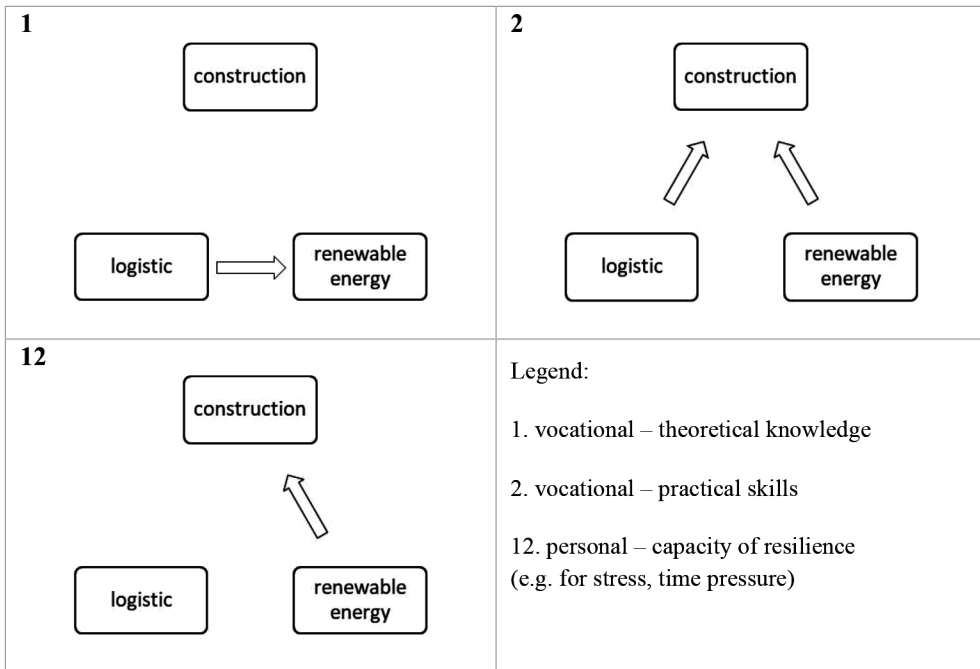 1
construction
logistic
renewable
energy
2
construction
logistic
renewable
energy
12
construction
logistic
renewable
energy
Legend:
1. vocational – theoretical knowledge
2. vocational – practical skills
12. personal – capacity of resilience
(e.g. for stress, time pressure)